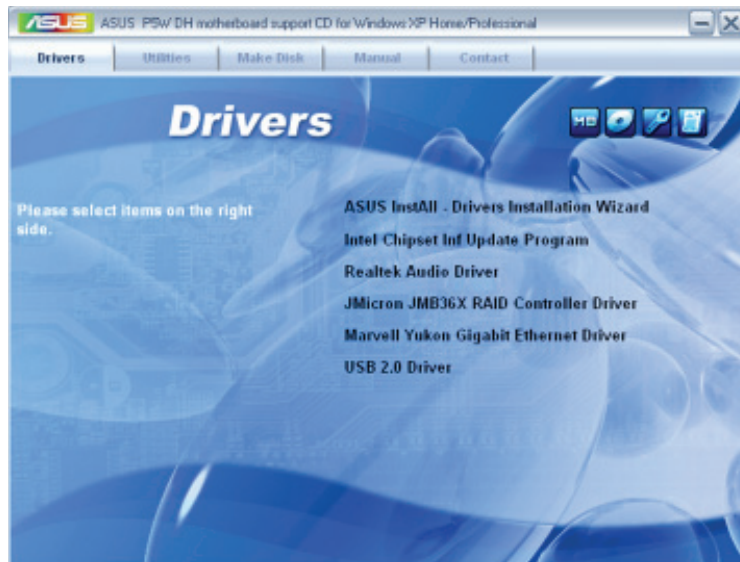 ASUS ASUS P5W DH motherboard support CD for Windows XP Home/Professional
Drivers Utilities Make Disk Manual Contact
Drivers
MB
Please select items on the right
side.
ASUS InstAll - Drivers Installation Wizard
Intel Chipset Inf Update Program
Realtek Audio Driver
JMicron JMB36X RAID Controller Driver
Marvell Yukon Gigabit Ethernet Driver
USB 2.0 Driver